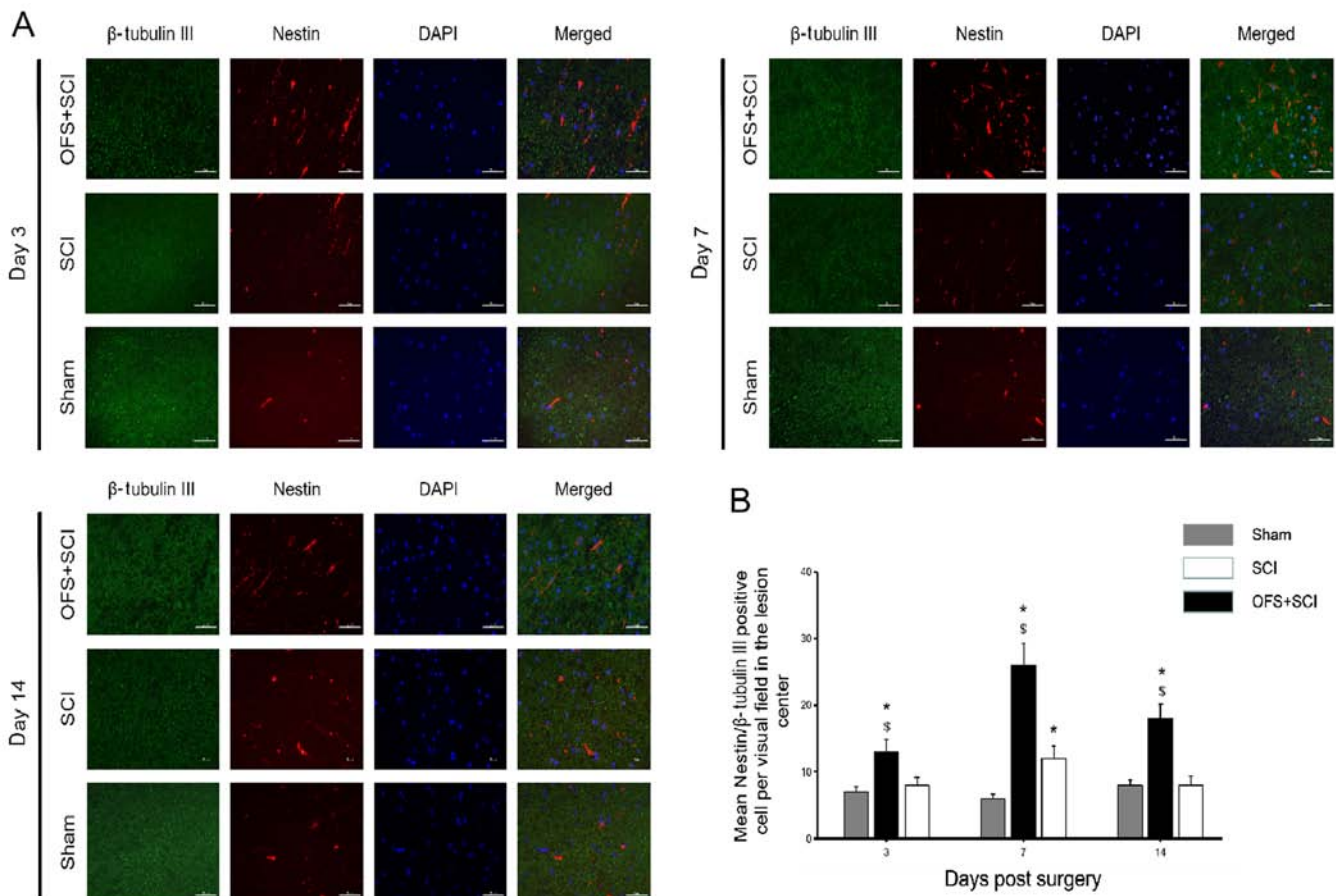 A
β-tubulin III Nestin DAPI Merged
Day 3
OFS+SCI
SCI
Sham
β-tubulin III Nestin DAPI Merged
Day 7
OFS+SCI
SCI
Sham
β-tubulin III Nestin DAPI Merged
Day 14
OFS+SCI
SCI
Sham
B
Sham
SCI
OFS+SCI
Mean Nestin/β-tubulin III positive
cell per visual field in the lesion
center
40
30
20
10
0
*
$
*
$
*
*
$
3 7 14
Days post surgery